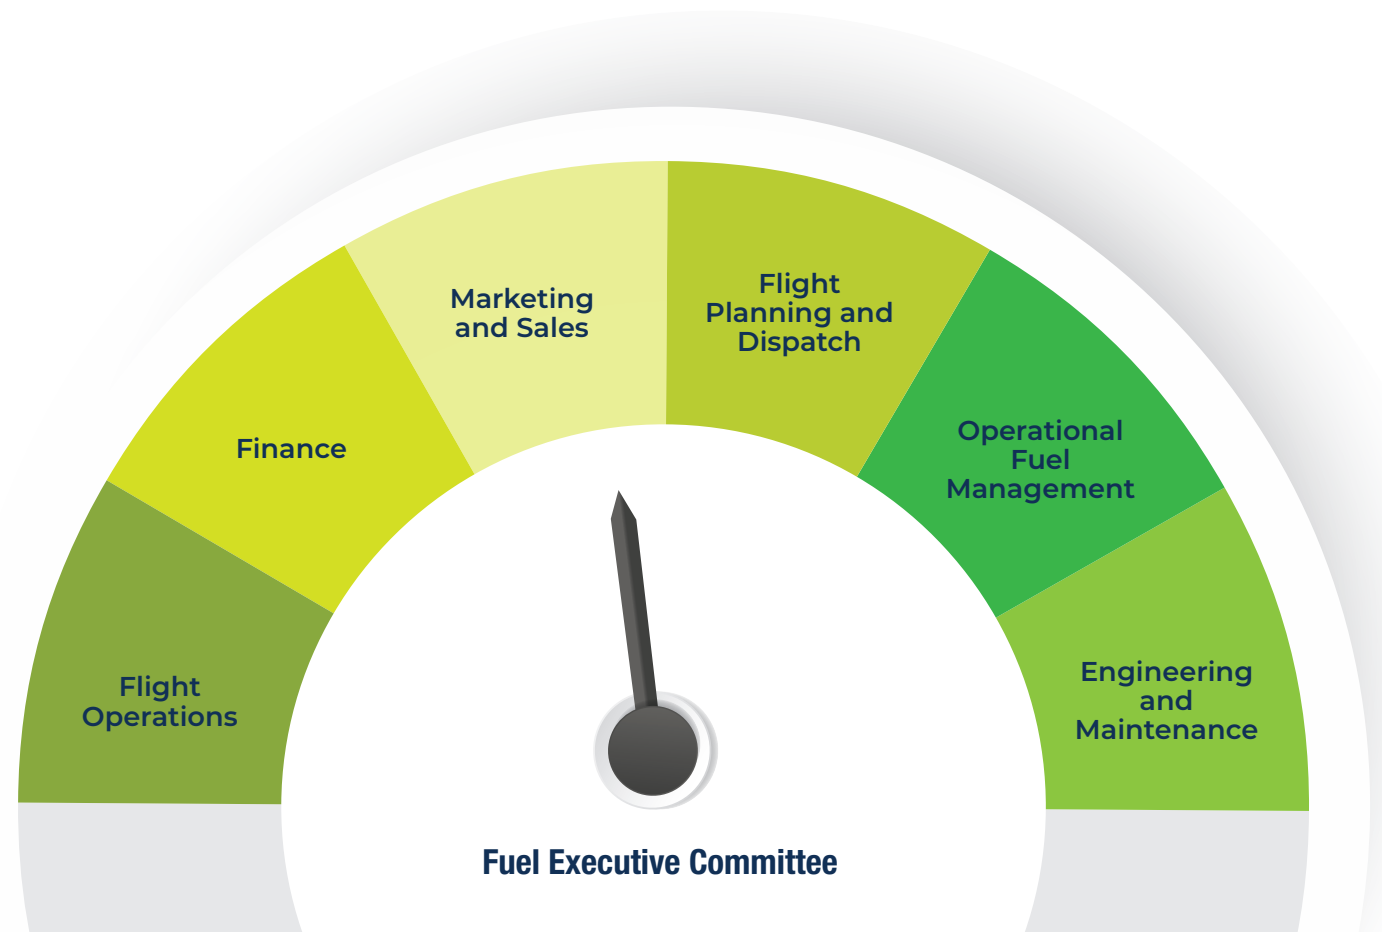 Flight
Operations
Finance
Marketing
and Sales
Flight
Planning and
Dispatch
Operational
Fuel
Management
Engineering
and
Maintenance
Fuel Executive Committee